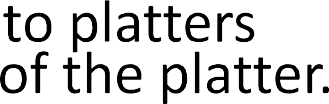 to platters
of the platter.